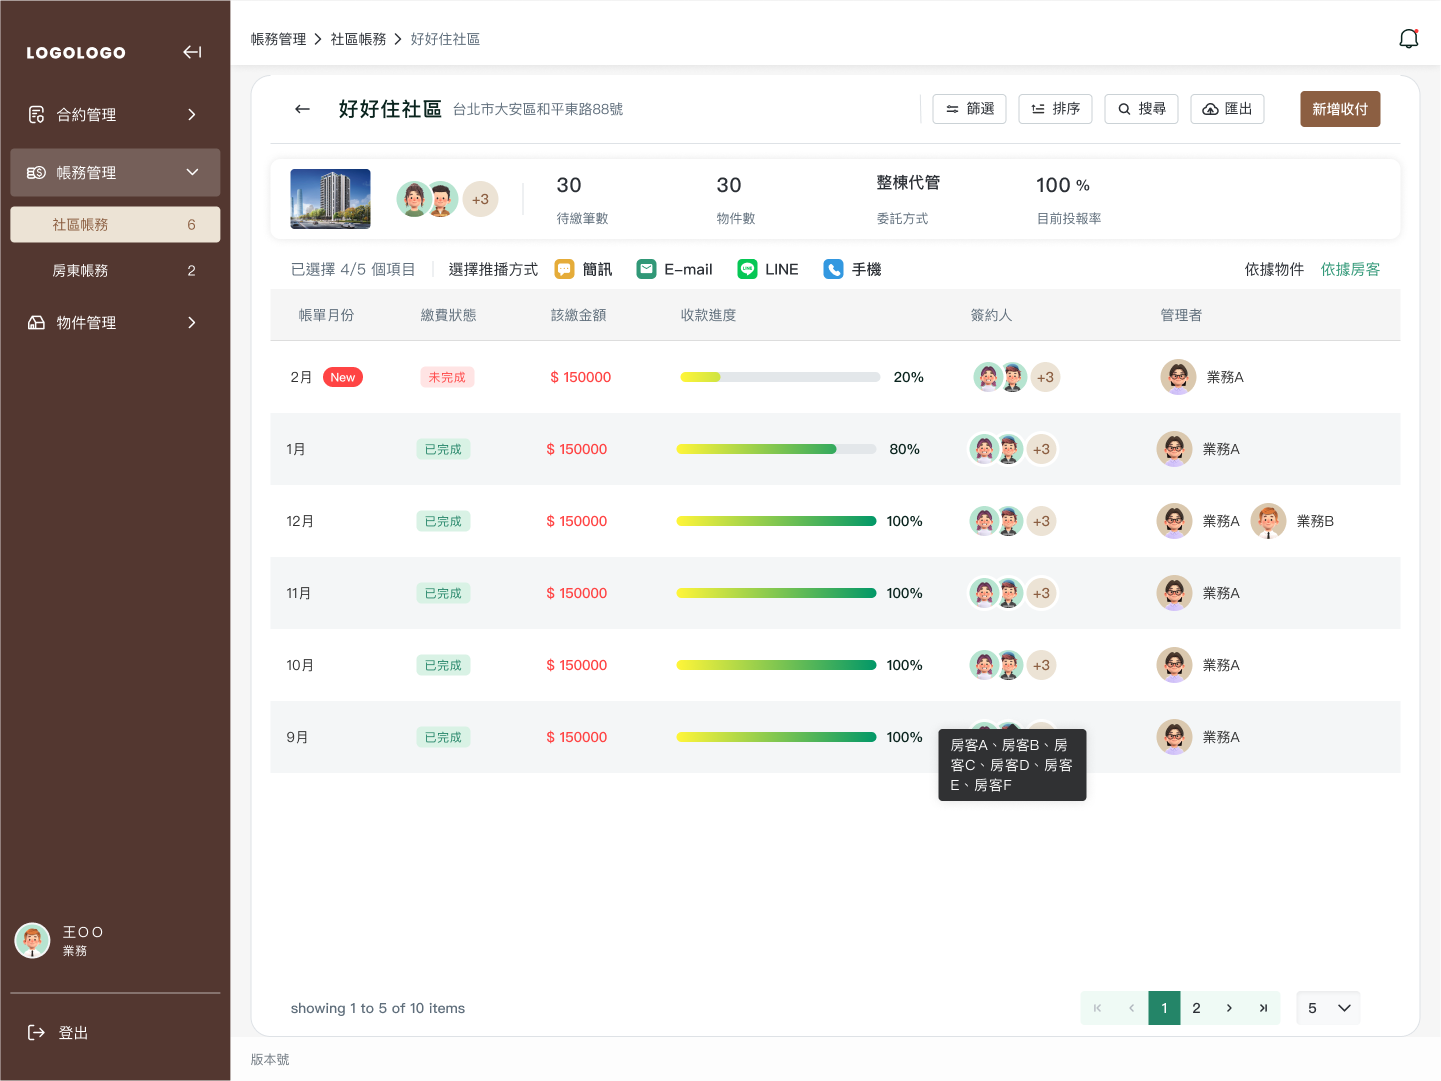 LOGOLOGO
合約管理
帳務管理
社區帳務 6
房東帳務 2
物件管理
王ＯＯ
業務
登出
帳務管理 社區帳務 好好住社區
好好住社區 台北市大安區和平東路88號 篩選 排序 搜尋 匯出 新增收付
+3 30 30 整棟代管 100 %
待繳筆數 物件數 委託方式 目前投報率
已選擇 4/5 個項目 選擇推播方式 簡訊 E-mail LINE 手機 依據物件 依據房客
帳單月份 繳費狀態 該繳金額 收款進度 簽約人 管理者
2月 New 未完成 $ 150000 20% +3 業務A
1月 已完成 $ 150000 80% +3 業務A
12月 已完成 $ 150000 100% +3 業務A 業務B
11月 已完成 $ 150000 100% +3 業務A
10月 已完成 $ 150000 100% +3 業務A
9月 已完成 $ 150000 100% 業務A
房客A、房客B、房
客C、房客D、房客
E、房客F
showing 1 to 5 of 10 items 1 2 5
版本號